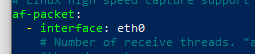 # Linux high speed capture support
af-packet:
- interface: eth0
# Number of receive threads. "a